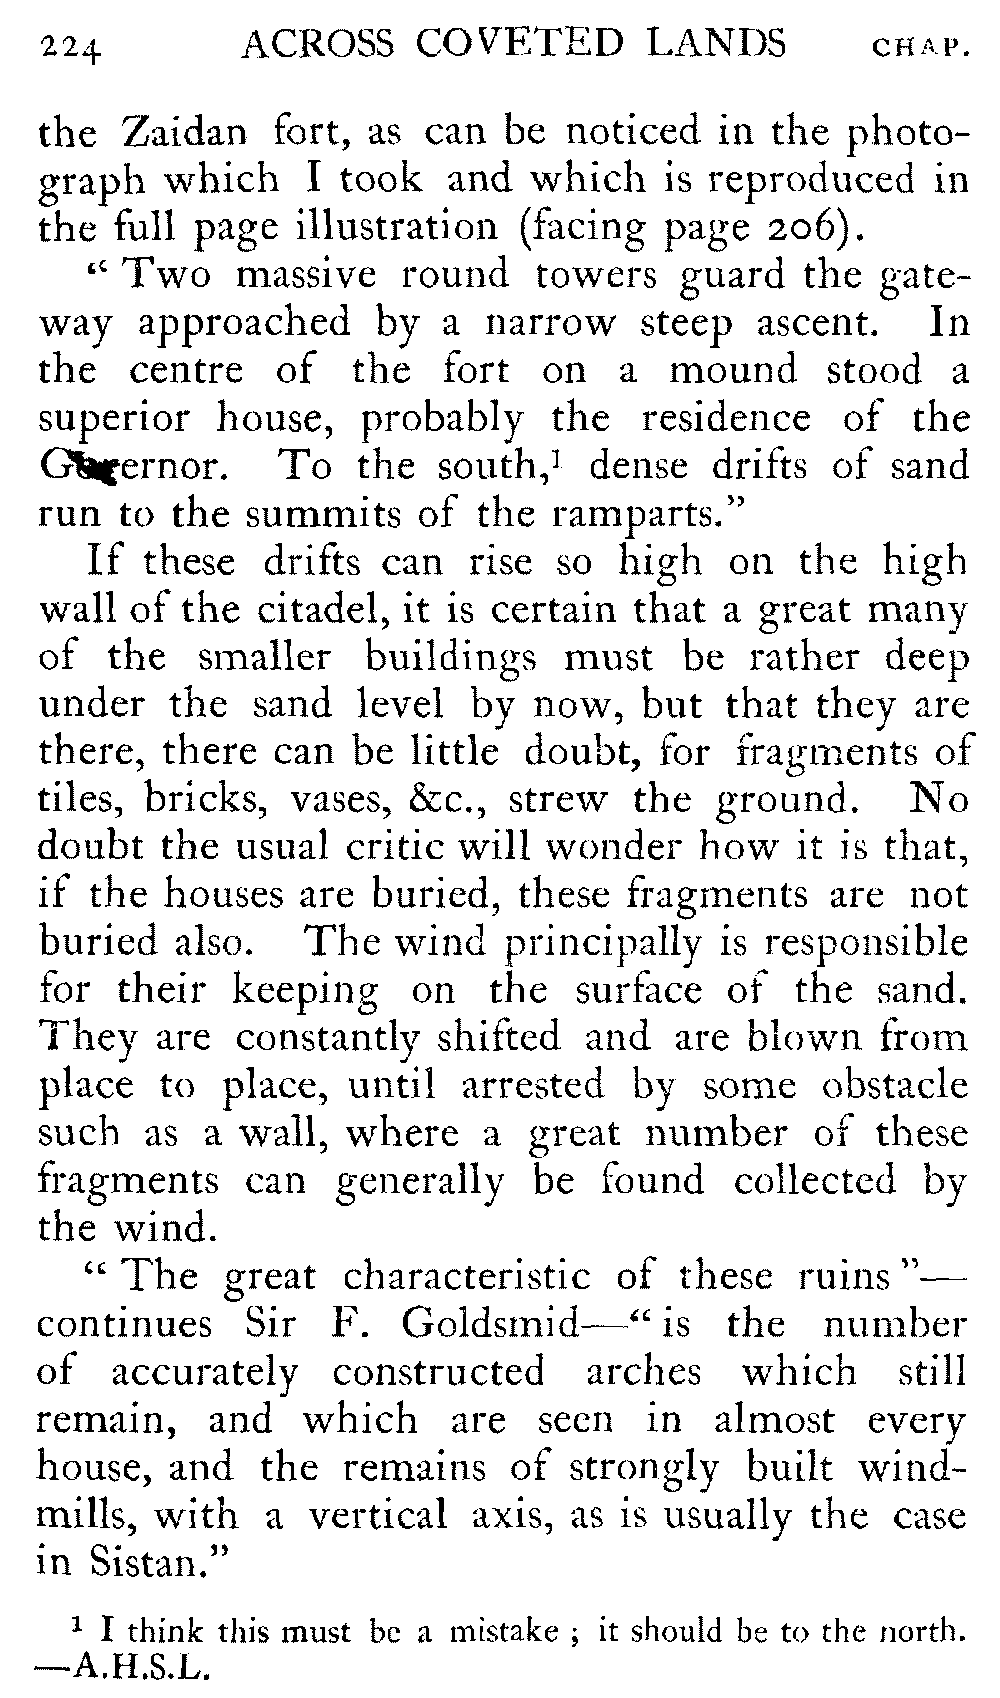 224 ACROSS COVETED LANDS CHAP.
the Zaidan fort, as can be noticed in the photo-
graph which I took and which is reproduced in
the full page illustration (facing page 206).
“ Two massive round towers guard the gate-
way approached by a narrow steep ascent. In
the centre of the fort on a mound stood a
superior house, probably the residence of the
Governor. To the south,¹ dense drifts of sand
run to the summits of the ramparts.”
If these drifts can rise so high on the high
wall of the citadel, it is certain that a great many
of the smaller buildings must be rather deep
under the sand level by now, but that they are
there, there can be little doubt, for fragments of
tiles, bricks, vases, &c., strew the ground. No
doubt the usual critic will wonder how it is that,
if the houses are buried, these fragments are not
buried also. The wind principally is responsible
for their keeping on the surface of the sand.
They are constantly shifted and are blown from
place to place, until arrested by some obstacle
such as a wall, where a great number of these
fragments can generally be found collected by
the wind.
“ The great characteristic of these ruins ”—
continues Sir F. Goldsmid—“ is the number
of accurately constructed arches which still
remain, and which are seen in almost every
house, and the remains of strongly built wind-
mills, with a vertical axis, as is usually the case
in Sistan.”
¹ I think this must be a mistake ; it should be to the north.
—A.H.S.L.